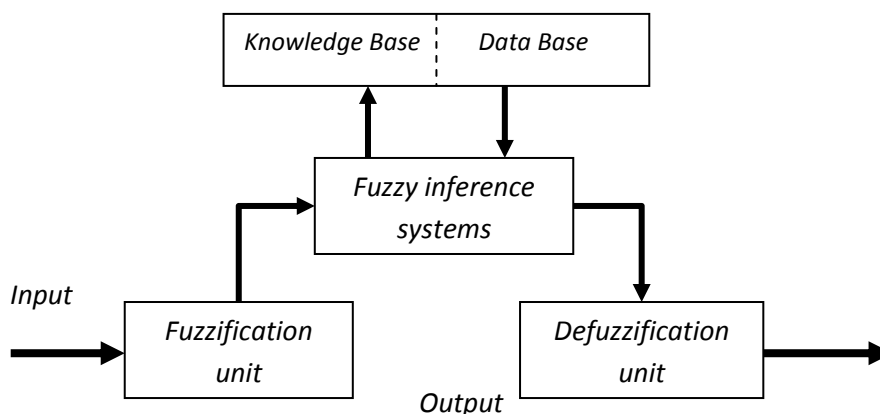 Knowledge Base
Data Base
Fuzzy inference
systems
Input
Fuzzification
unit
Defuzzification
unit
Output